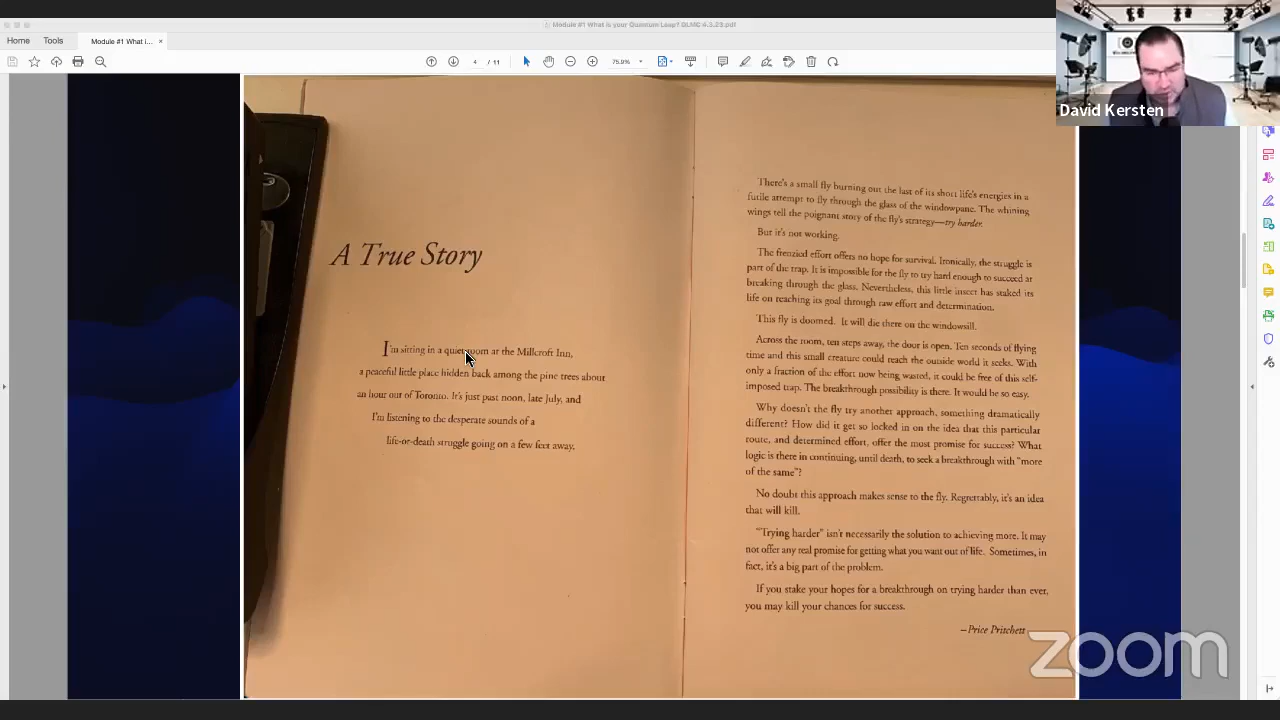 Module #1 What is your Quantum Leap? DLMC 4.3.23.pdf
Home
Tools
Module #1 What i...
4 / 11
75.9%
David Kersten
A True Story
I'm sitting in a quiet room at the Millcroft Inn,
a peaceful little place hidden back among the pine trees about
an hour out of Toronto. It's just past noon, late July, and
I'm listening to the desperate sounds of a
life-or-death struggle going on a few feet away.
There's a small fly burning out the last of its short life's energies in a
futile attempt to fly through the glass of the windowpane. The whining
wings tell the poignant story of the fly's strategy—try harder.
But it's not working.
The frenzied effort offers no hope for survival. Ironically, the struggle is
part of the trap. It is impossible for the fly to try hard enough to succeed at
breaking through the glass. Nevertheless, this little insect has staked its
life on reaching its goal through raw effort and determination.
This fly is doomed. It will die there on the windowsill.
Across the room, ten steps away, the door is open. Ten seconds of flying
time and this small creature could reach the outside world it seeks. With
only a fraction of the effort now being wasted, it could be free of this self-
imposed trap. The breakthrough possibility is there. It would be so easy.
Why doesn't the fly try another approach, something dramatically
different? How did it get so locked in on the idea that this particular
route, and determined effort, offer the most promise for success? What
logic is there in continuing, until death, to seek a breakthrough with "more
of the same"?
No doubt this approach makes sense to the fly. Regrettably, it's an idea
that will kill.
"Trying harder" isn't necessarily the solution to achieving more. It may
not offer any real promise for getting what you want out of life. Sometimes, in
fact, it's a big part of the problem.
If you stake your hopes for a breakthrough on trying harder than ever,
you may kill your chances for success.
—Price Pritchett
zoom